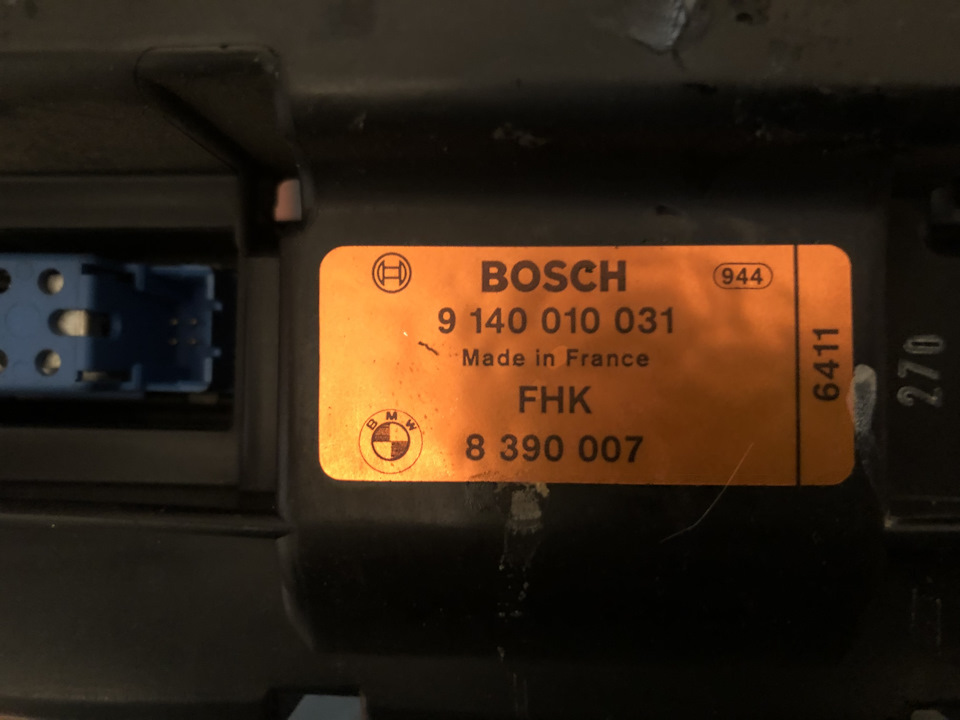 BOSCH
944
9 140 010 031
Made in France
FHK
BMW
8 390 007
6411
270